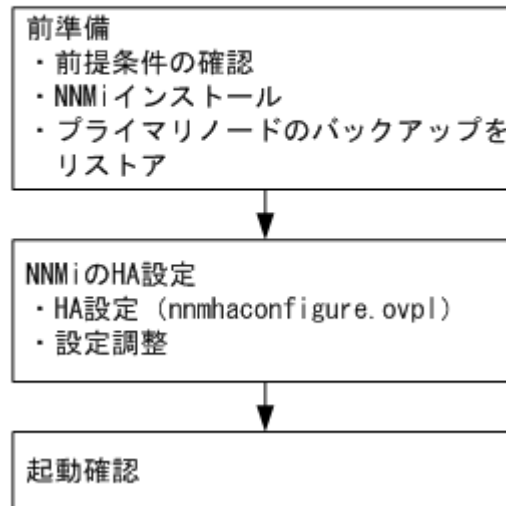 前準備
・前提条件の確認
・NNMiインストール
・プライマリノードのバックアップを
リストア
NNMiのHA設定
・HA設定（nnmhaconfigure.ovpl）
・設定調整
起動確認